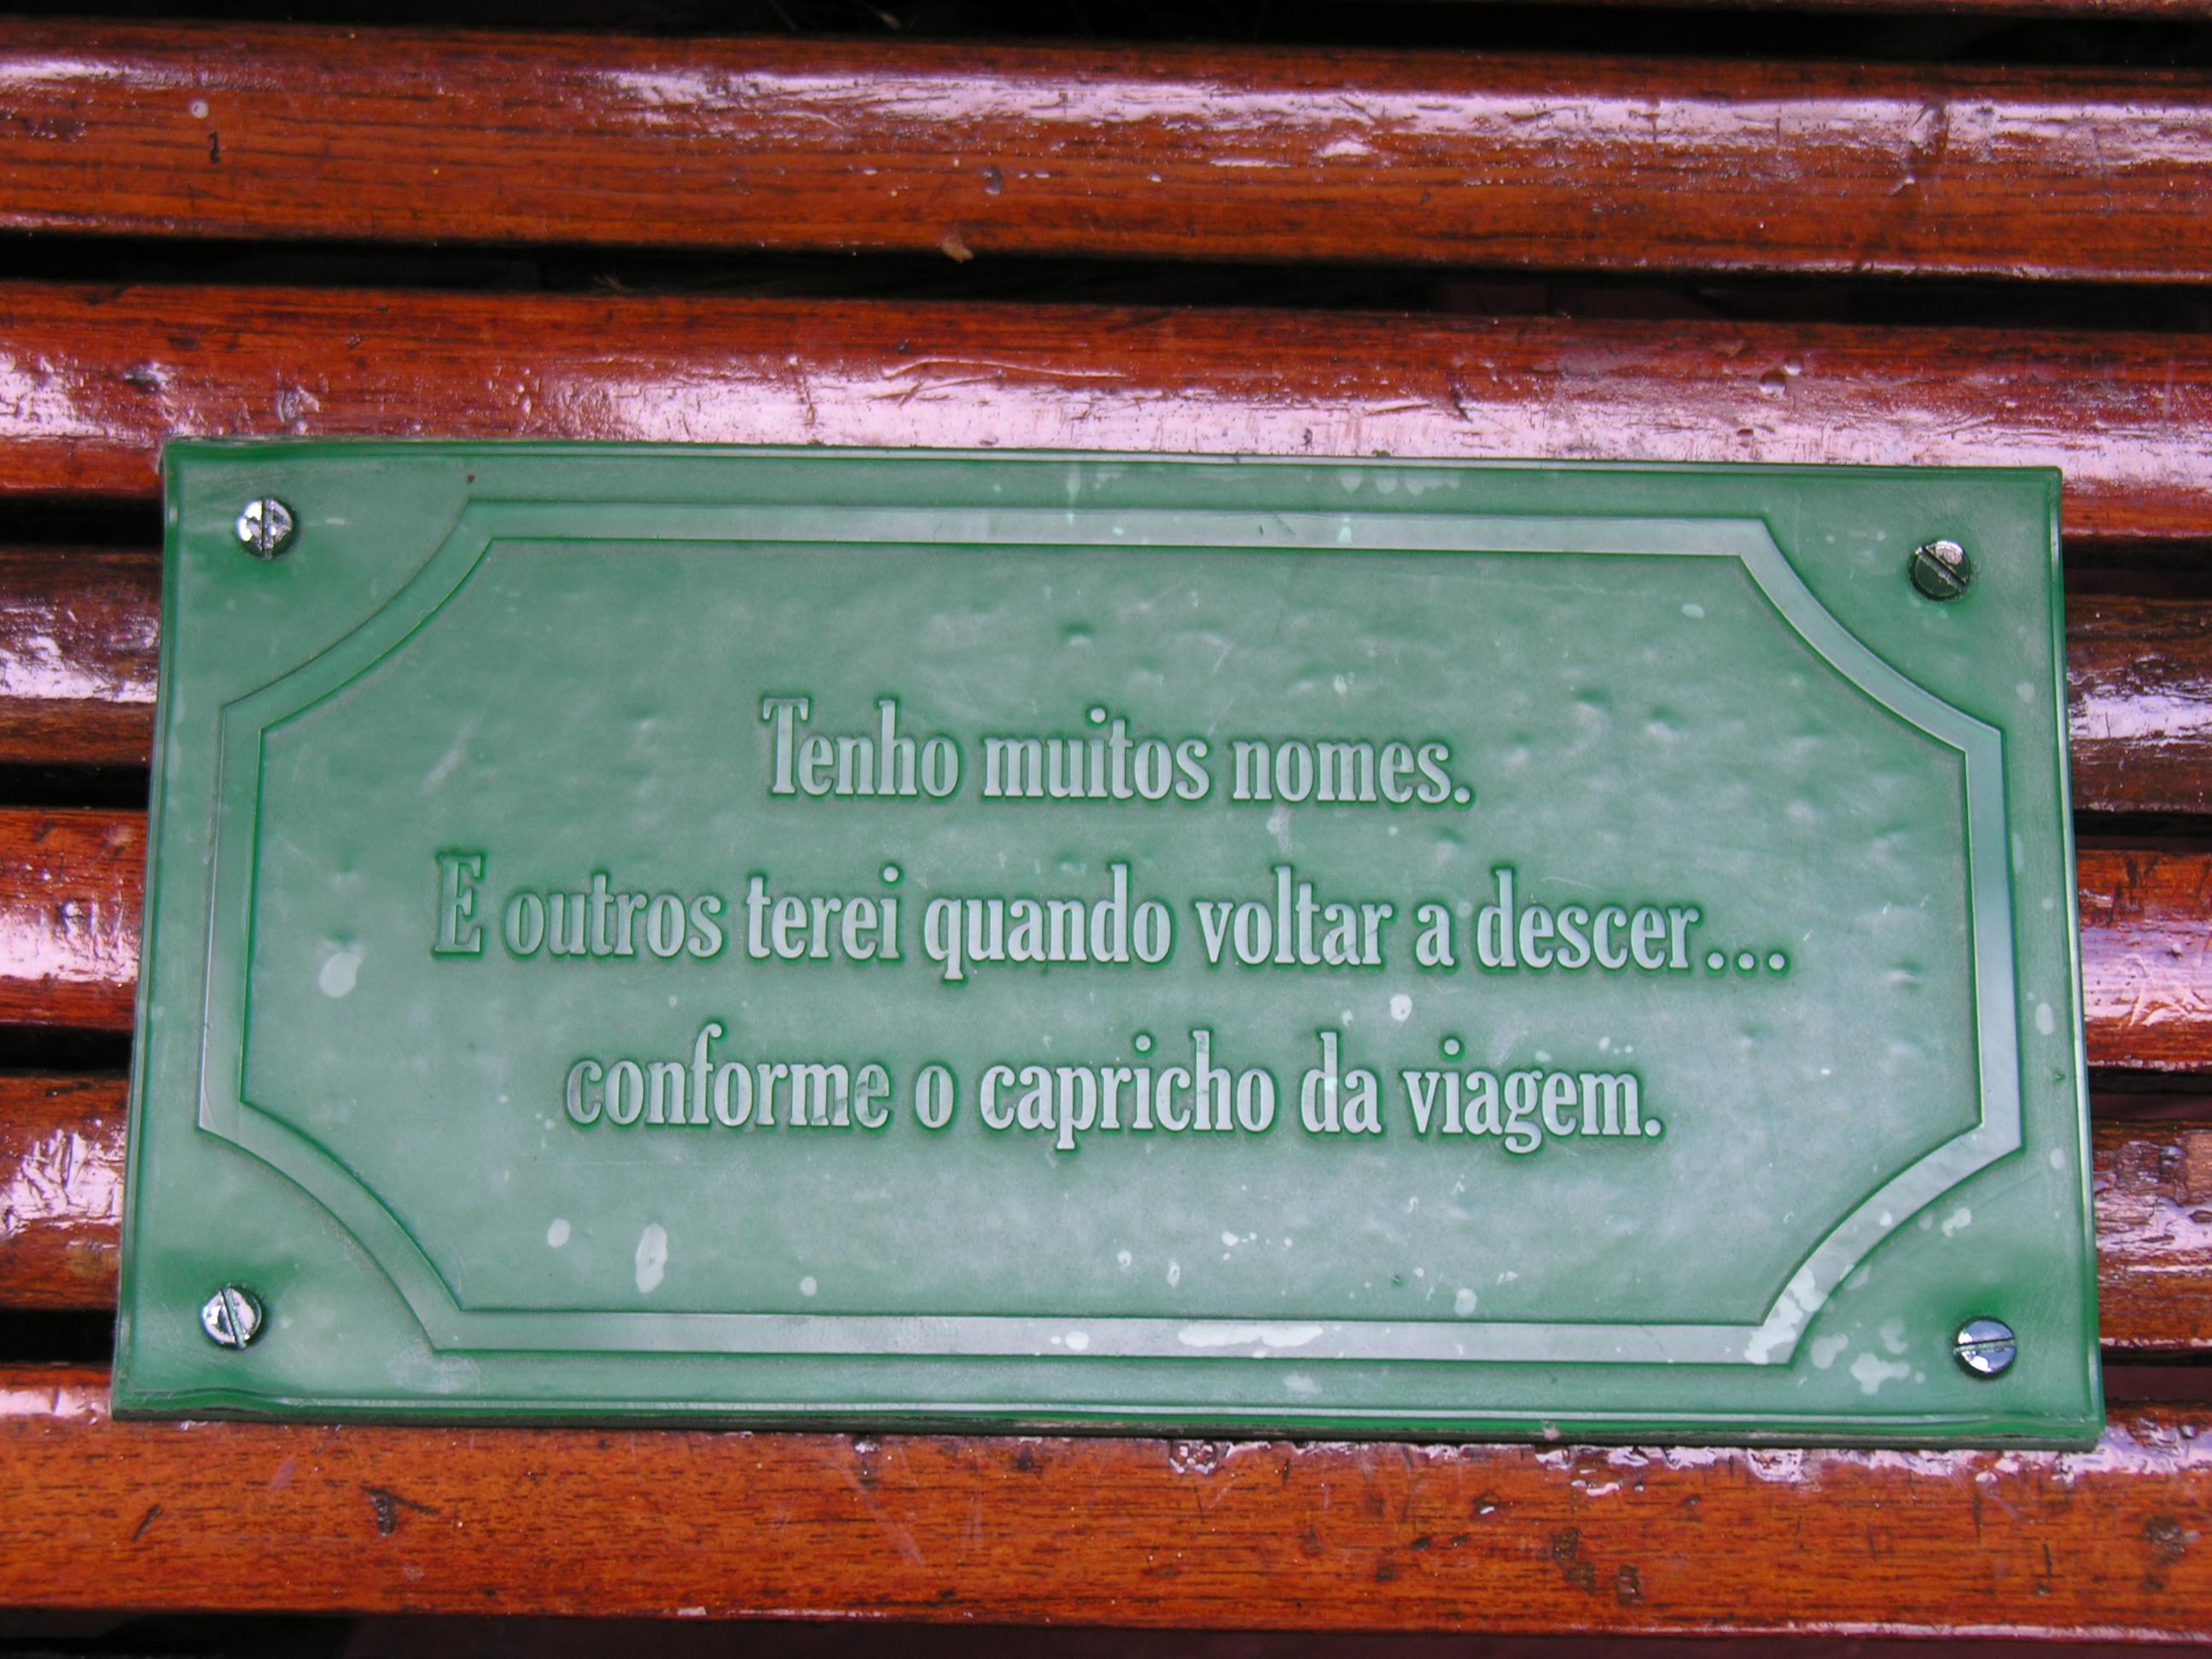 Tenho muitos nomes.
E outros terei quando voltar a descer...
conforme o capricho da viagem.